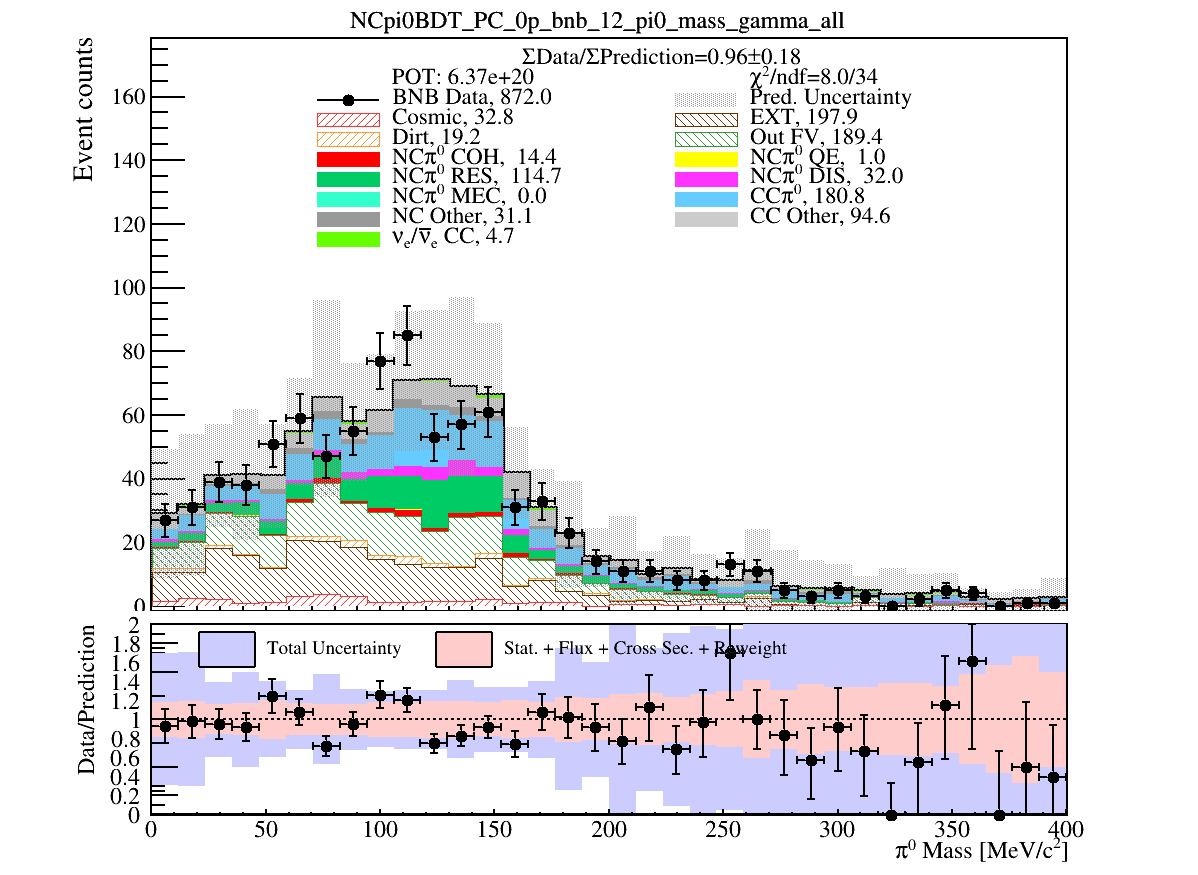 NCpi0BDT_PC_0p_bnb_12_pi0_mass_gamma_all
ΣData/ΣPrediction=0.96±0.18
POT: 6.37e+20
χ²/ndf=8.0/34
BNB Data, 872.0
Pred. Uncertainty
Cosmic, 32.8
EXT, 197.9
Dirt, 19.2
Out FV, 189.4
NCπ⁰ COH, 14.4
NCπ⁰ QE, 1.0
NCπ⁰ RES, 114.7
NCπ⁰ DIS, 32.0
NCπ⁰ MEC, 0.0
CCπ⁰, 180.8
NC Other, 31.1
CC Other, 94.6
νₑ/ν̅ₑ CC, 4.7
Event counts
160
140
120
100
80
60
40
20
0
Total Uncertainty
Stat. + Flux + Cross Sec. + Reweight
Data/Prediction
2
1.8
1.6
1.4
1.2
1
0.8
0.6
0.4
0.2
0
0 50 100 150 200 250 300 350 400
π⁰ Mass [MeV/c²]